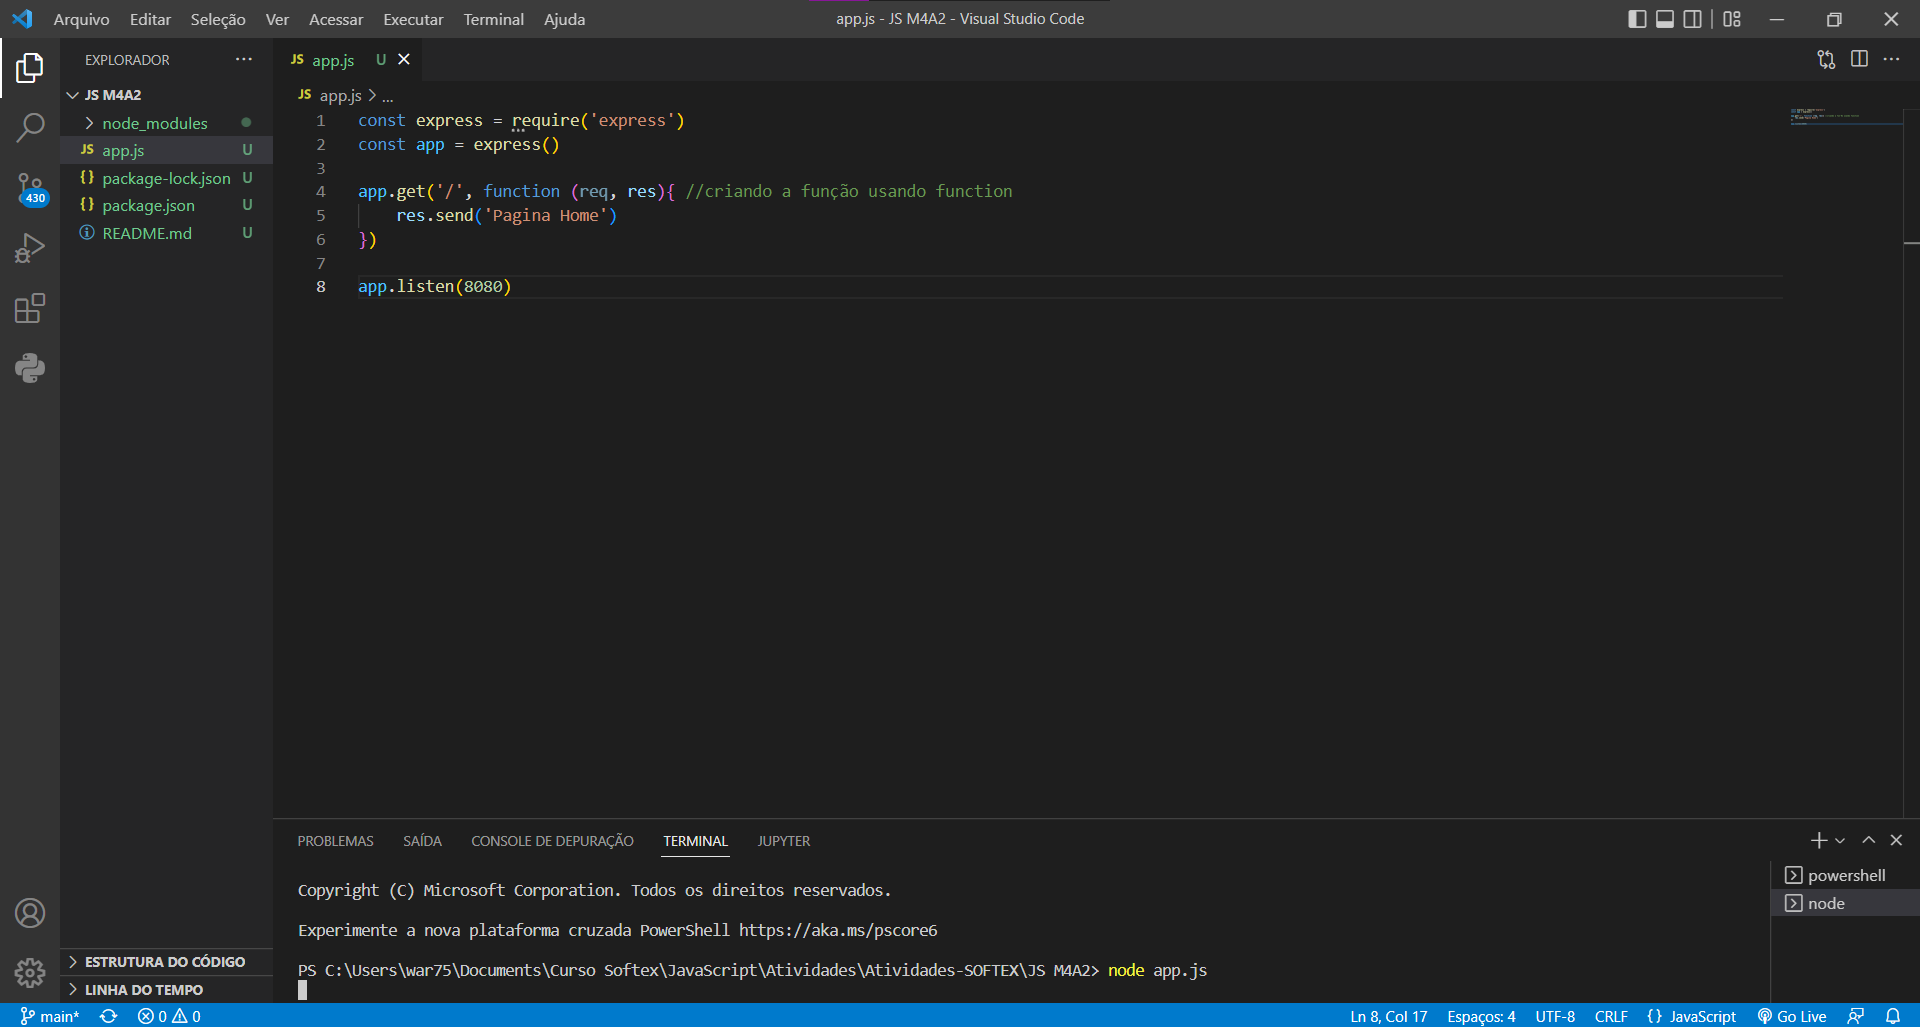 Arquivo Editar Seleção Ver Acessar Executar Terminal Ajuda
app.js - JS M4A2 - Visual Studio Code
EXPLORADOR
JS M4A2
node_modules
JS app.js U
{} package-lock.json U
{} package.json U
README.md U
430
ESTRUTURA DO CÓDIGO
LINHA DO TEMPO
JS app.js U
JS app.js > ...
1 const express = require('express')
2 const app = express()
3
4 app.get('/', function (req, res){ //criando a função usando function
5 res.send('Pagina Home')
6 })
7
8 app.listen(8080)
PROBLEMAS SAÍDA CONSOLE DE DEPURAÇÃO TERMINAL JUPYTER
Copyright (C) Microsoft Corporation. Todos os direitos reservados.
Experimente a nova plataforma cruzada PowerShell https://aka.ms/pscore6
PS C:\Users\war75\Documents\Curso Softex\JavaScript\Atividades\Atividades-SOFTEX\JS M4A2> node app.js
powershell
node
main* 0 0 Ln 8, Col 17 Espaços: 4 UTF-8 CRLF {} JavaScript Go Live